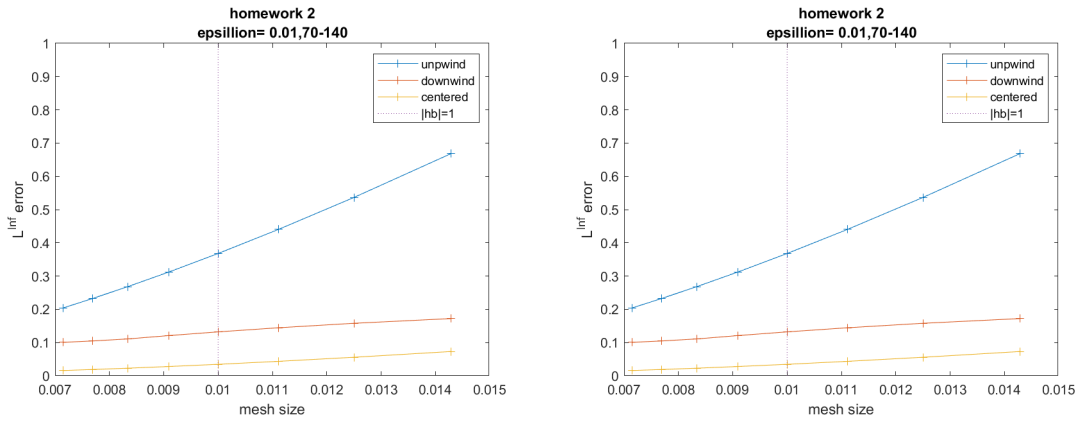 homework 2
epsillion= 0.01,70-140
1
0.9
0.8
0.7
0.6
0.5
0.4
0.3
0.2
0.1
0
L^Inf error
unpwind
downwind
centered
|hb|=1
0.007 0.008 0.009 0.01 0.011 0.012 0.013 0.014 0.015
mesh size
homework 2
epsillion= 0.01,70-140
1
0.9
0.8
0.7
0.6
0.5
0.4
0.3
0.2
0.1
0
L^Inf error
unpwind
downwind
centered
|hb|=1
0.007 0.008 0.009 0.01 0.011 0.012 0.013 0.014 0.015
mesh size